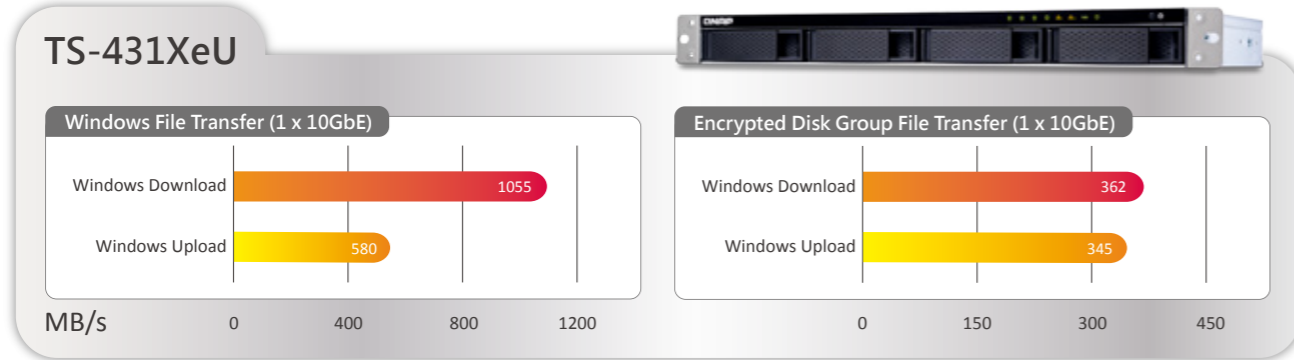 TS-431XeU
QNAP
Windows File Transfer (1 x 10GbE)
Windows Download 1055
Windows Upload 580
MB/s 0 400 800 1200
Encrypted Disk Group File Transfer (1 x 10GbE)
Windows Download 362
Windows Upload 345
0 150 300 450